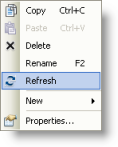 Copy Ctrl+C
Paste Ctrl+V
Delete
Rename F2
Refresh
New
Properties...